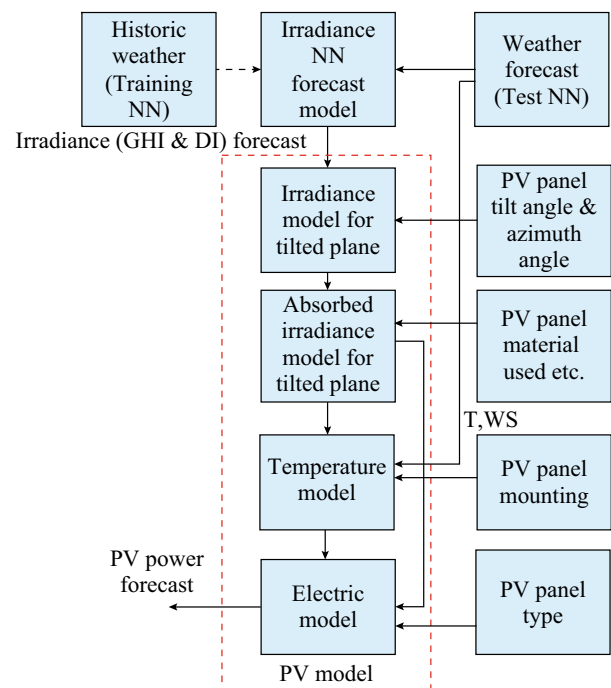 Historic
weather
(Training
NN)
Irradiance
NN
forecast
model
Weather
forecast
(Test NN)
Irradiance (GHI & DI) forecast
Irradiance
model for
tilted plane
PV panel
tilt angle &
azimuth
angle
Absorbed
irradiance
model for
tilted plane
PV panel
material
used etc.
T,WS
Temperature
model
PV panel
mounting
PV power
forecast
Electric
model
PV panel
type
PV model